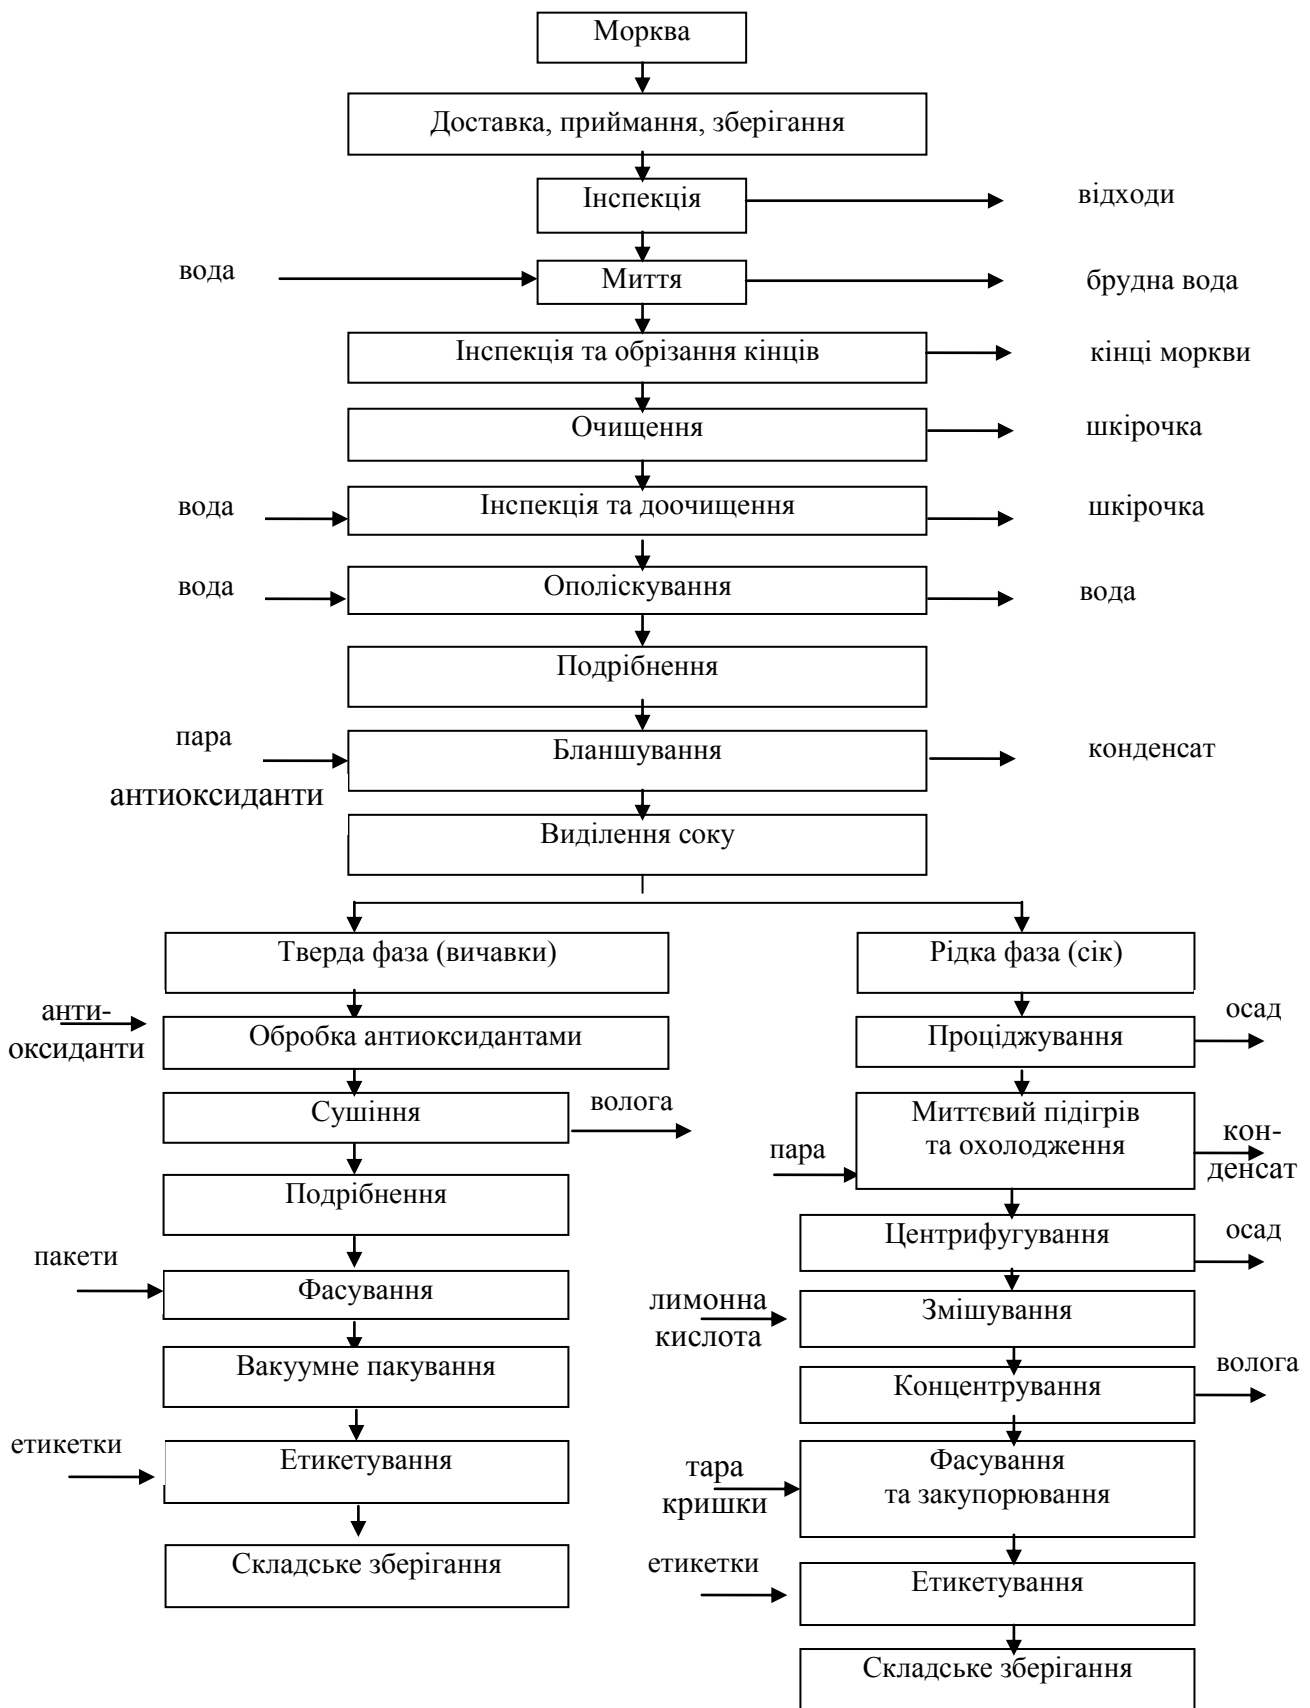 Морква
Доставка, приймання, зберігання
Інспекція
відходи
вода
Миття
брудна вода
Інспекція та обрізання кінців
кінці моркви
Очищення
шкірочка
вода
Інспекція та доочищення
шкірочка
вода
Ополіскування
вода
Подрібнення
пара
антиоксиданти
Бланшування
конденсат
Виділення соку
Тверда фаза (вичавки)
анти-
оксиданти
Обробка антиоксидантами
Сушіння
волога
Подрібнення
пакети
Фасування
Вакуумне пакування
етикетки
Етикетування
Складське зберігання
Рідка фаза (сік)
Проціджування
осад
пара
Миттєвий підігрів
та охолодження
кон-
денсат
Центрифугування
осад
лимонна
кислота
Змішування
Концентрування
волога
тара
кришки
Фасування
та закупорювання
етикетки
Етикетування
Складське зберігання